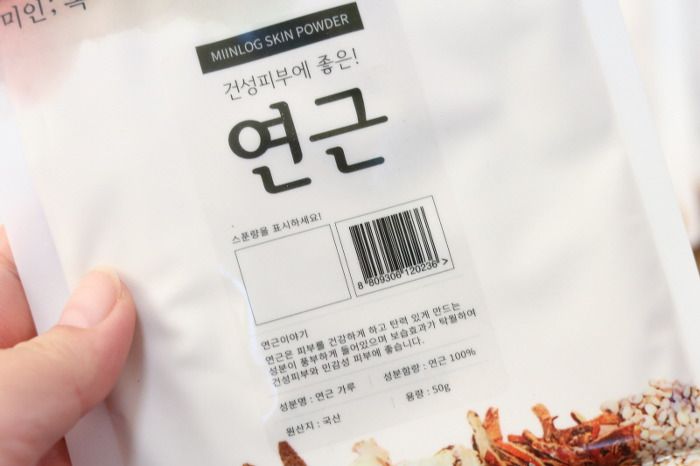 미인; 록
MIINLOG SKIN POWDER
건성피부에 좋은!
연근
스푼량을 표시하세요!
8 809306 120236 >
연근이야기
연근은 피부를 건강하게 하고 탄력 있게 만드는
성분이 풍부하게 들어있으며 보습효과가 탁월하여
건성피부와 민감성 피부에 좋습니다.
성분명 : 연근 가루
성분함량 : 연근 100%
원산지 : 국산
용량 : 50g